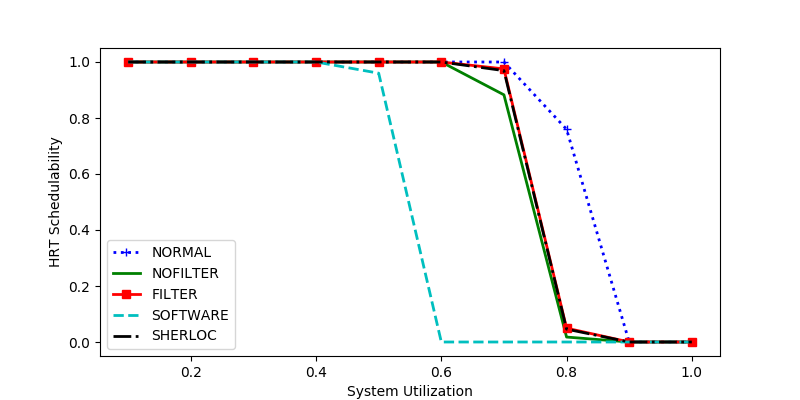 1.0
0.8
0.6
0.4
0.2
0.0
HRT Schedulability
NORMAL
NOFILTER
FILTER
SOFTWARE
SHERLOC
0.2 0.4 0.6 0.8 1.0
System Utilization